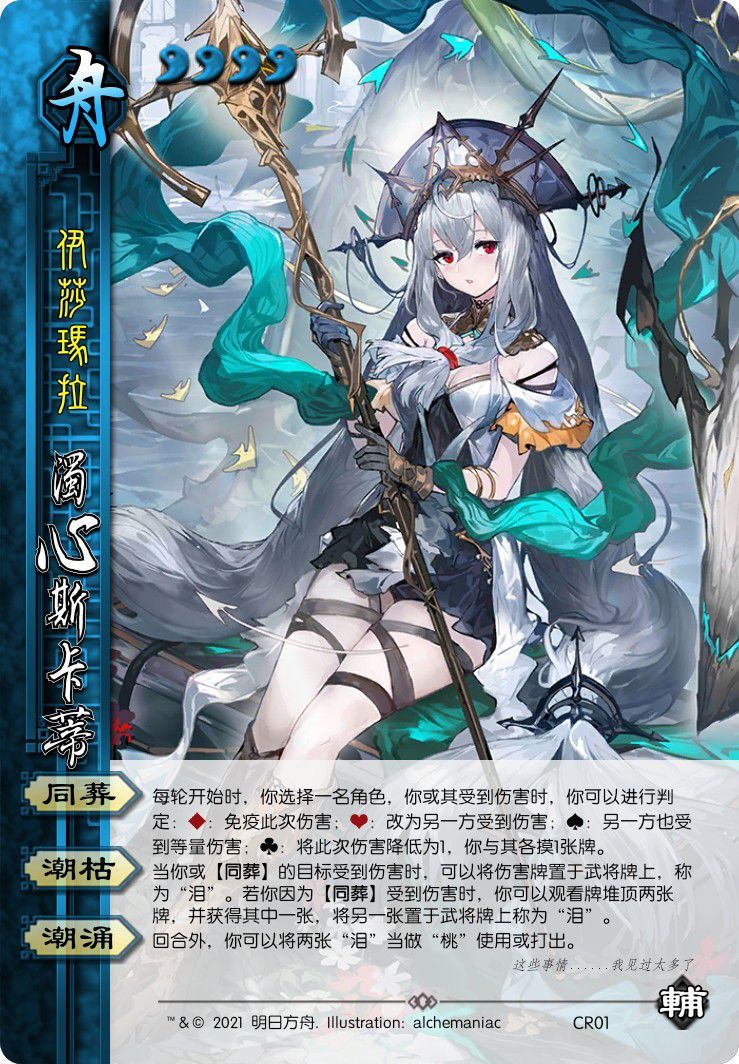 舟
伊莎瑪拉
濁心斯卡蒂
同葬
每轮开始时，你选择一名角色，你或其受到伤害时，你可以进行判
定：♦：免疫此次伤害；♥：改为另一方受到伤害；♠：另一方也受
到等量伤害；♣：将此次伤害降低为1，你与其各摸1张牌。
潮枯
当你或【同葬】的目标受到伤害时，可以将伤害牌置于武将牌上，称
为“泪”。若你因为【同葬】受到伤害时，你可以观看牌堆顶两张
牌，并获得其中一张，将另一张置于武将牌上称为“泪”。
潮涌
回合外，你可以将两张“泪”当做“桃”使用或打出。
这些事情......我见过太多了
輔
™&© 2021 明日方舟. Illustration: alchemaniac CR01